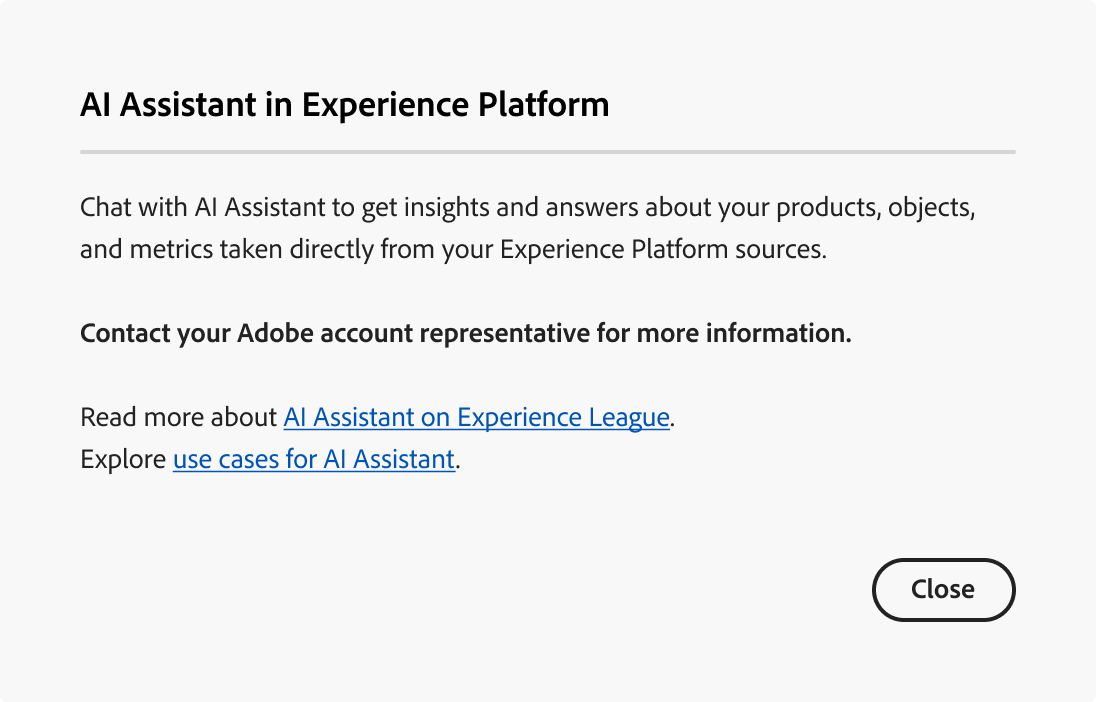 AI Assistant in Experience Platform
Chat with AI Assistant to get insights and answers about your products, objects,
and metrics taken directly from your Experience Platform sources.
Contact your Adobe account representative for more information.
Read more about AI Assistant on Experience League.
Explore use cases for AI Assistant.
Close